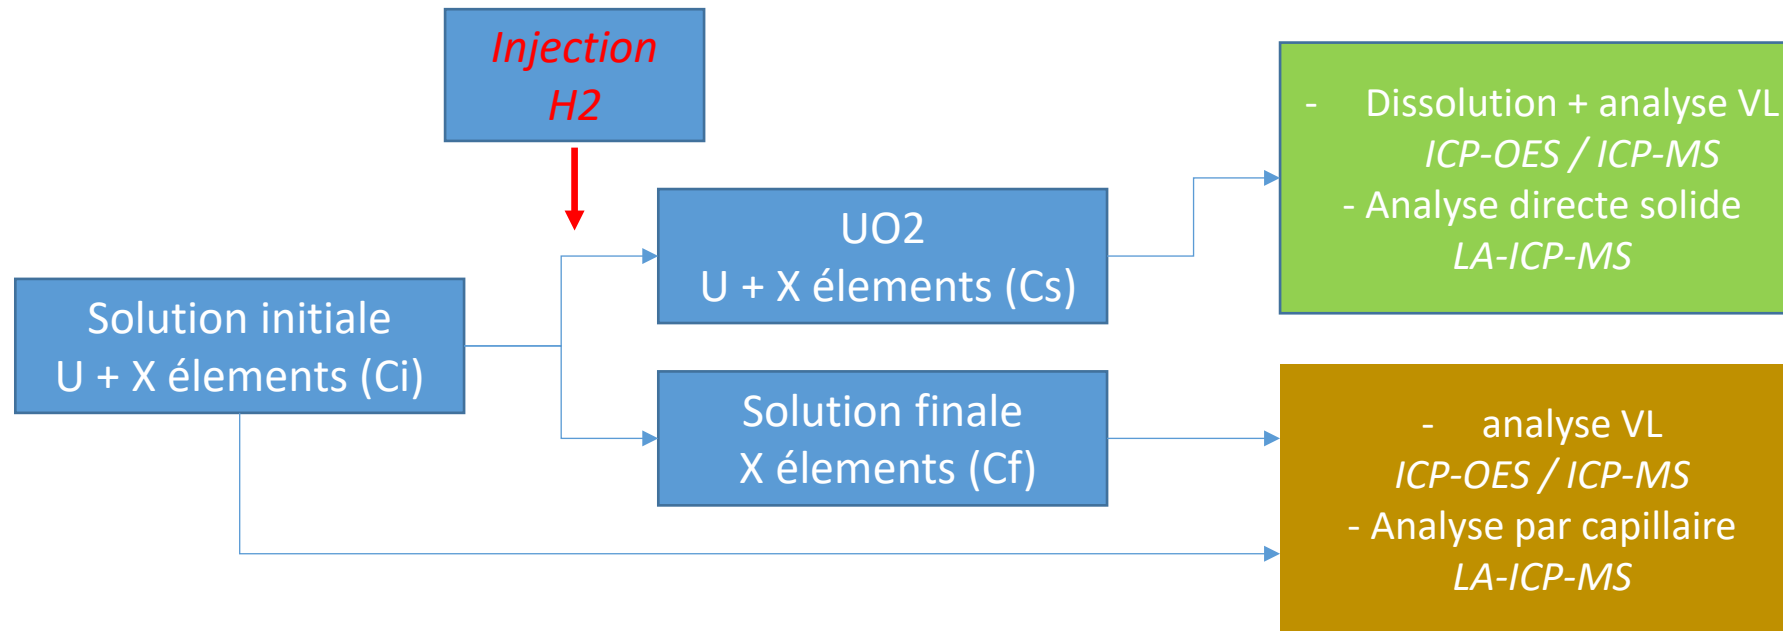 Injection
H2
Solution initiale
U + X élements (Ci)
UO2
U + X élements (Cs)
Solution finale
X élements (Cf)
- Dissolution + analyse VL
ICP-OES / ICP-MS
- Analyse directe solide
LA-ICP-MS
- analyse VL
ICP-OES / ICP-MS
- Analyse par capillaire
LA-ICP-MS